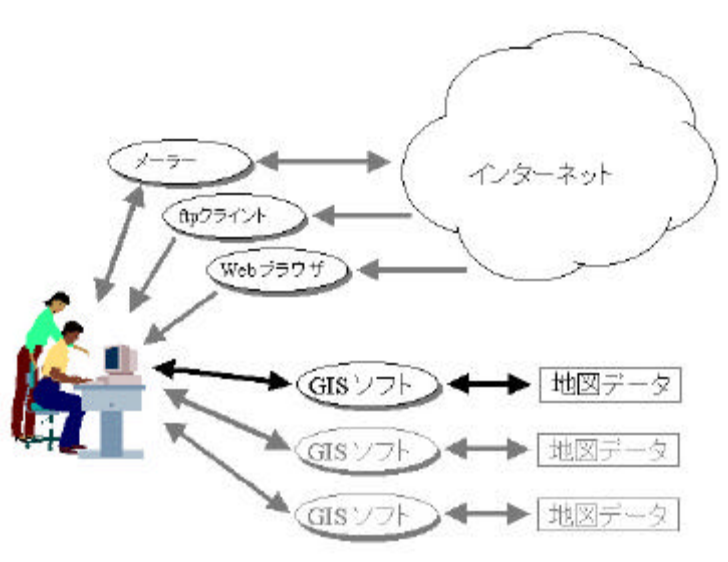 メーラー
インターネット
ftpクライント
Webブラウザ
GISソフト
地図データ
GISソフト
地図データ
GISソフト
地図データ